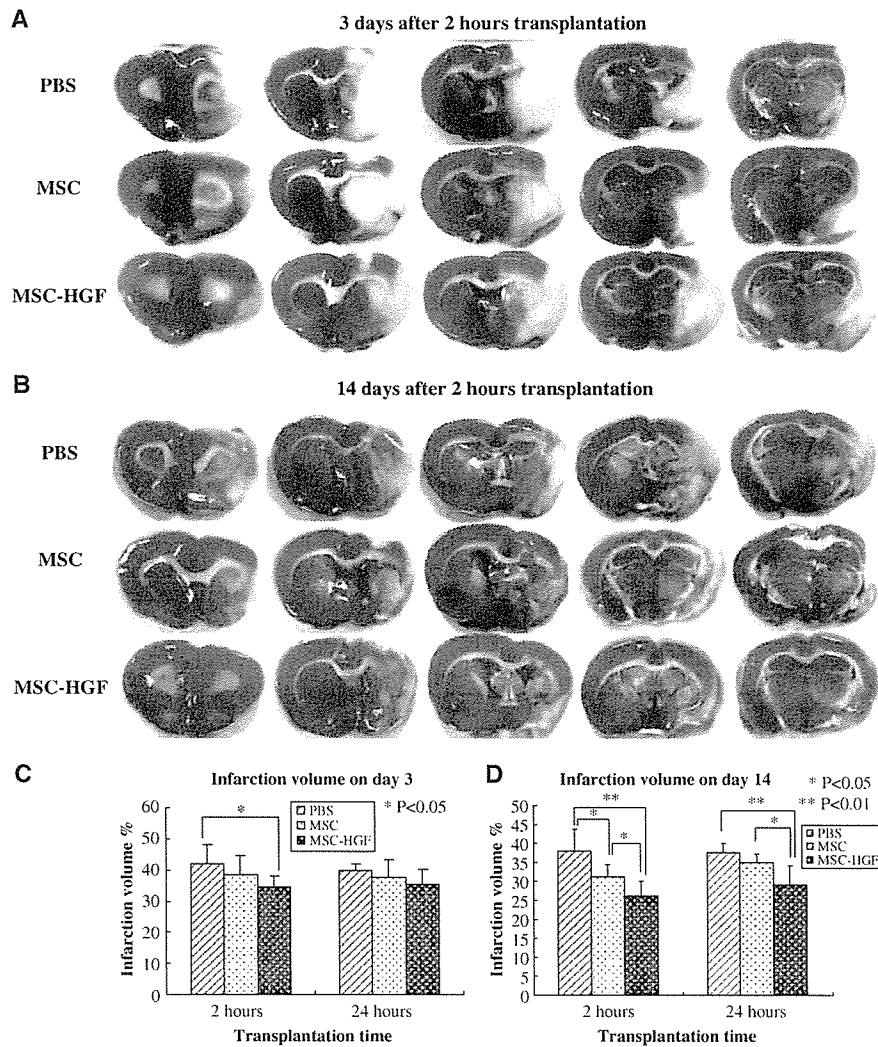 A
3 days after 2 hours transplantation
PBS
MSC
MSC-HGF
B
14 days after 2 hours transplantation
PBS
MSC
MSC-HGF
C
Infarction volume on day 3
* P<0.05
Infarction volume %
60
50
40
30
20
10
0
*
PBS
MSC
MSC-HGF
2 hours
24 hours
Transplantation time
D
Infarction volume on day 14
* P<0.05
** P<0.01
Infarction volume %
50
45
40
35
30
25
20
15
10
5
0
**
*
*
**
*
PBS
MSC
MSC-HGF
2 hours
24 hours
Transplantation time